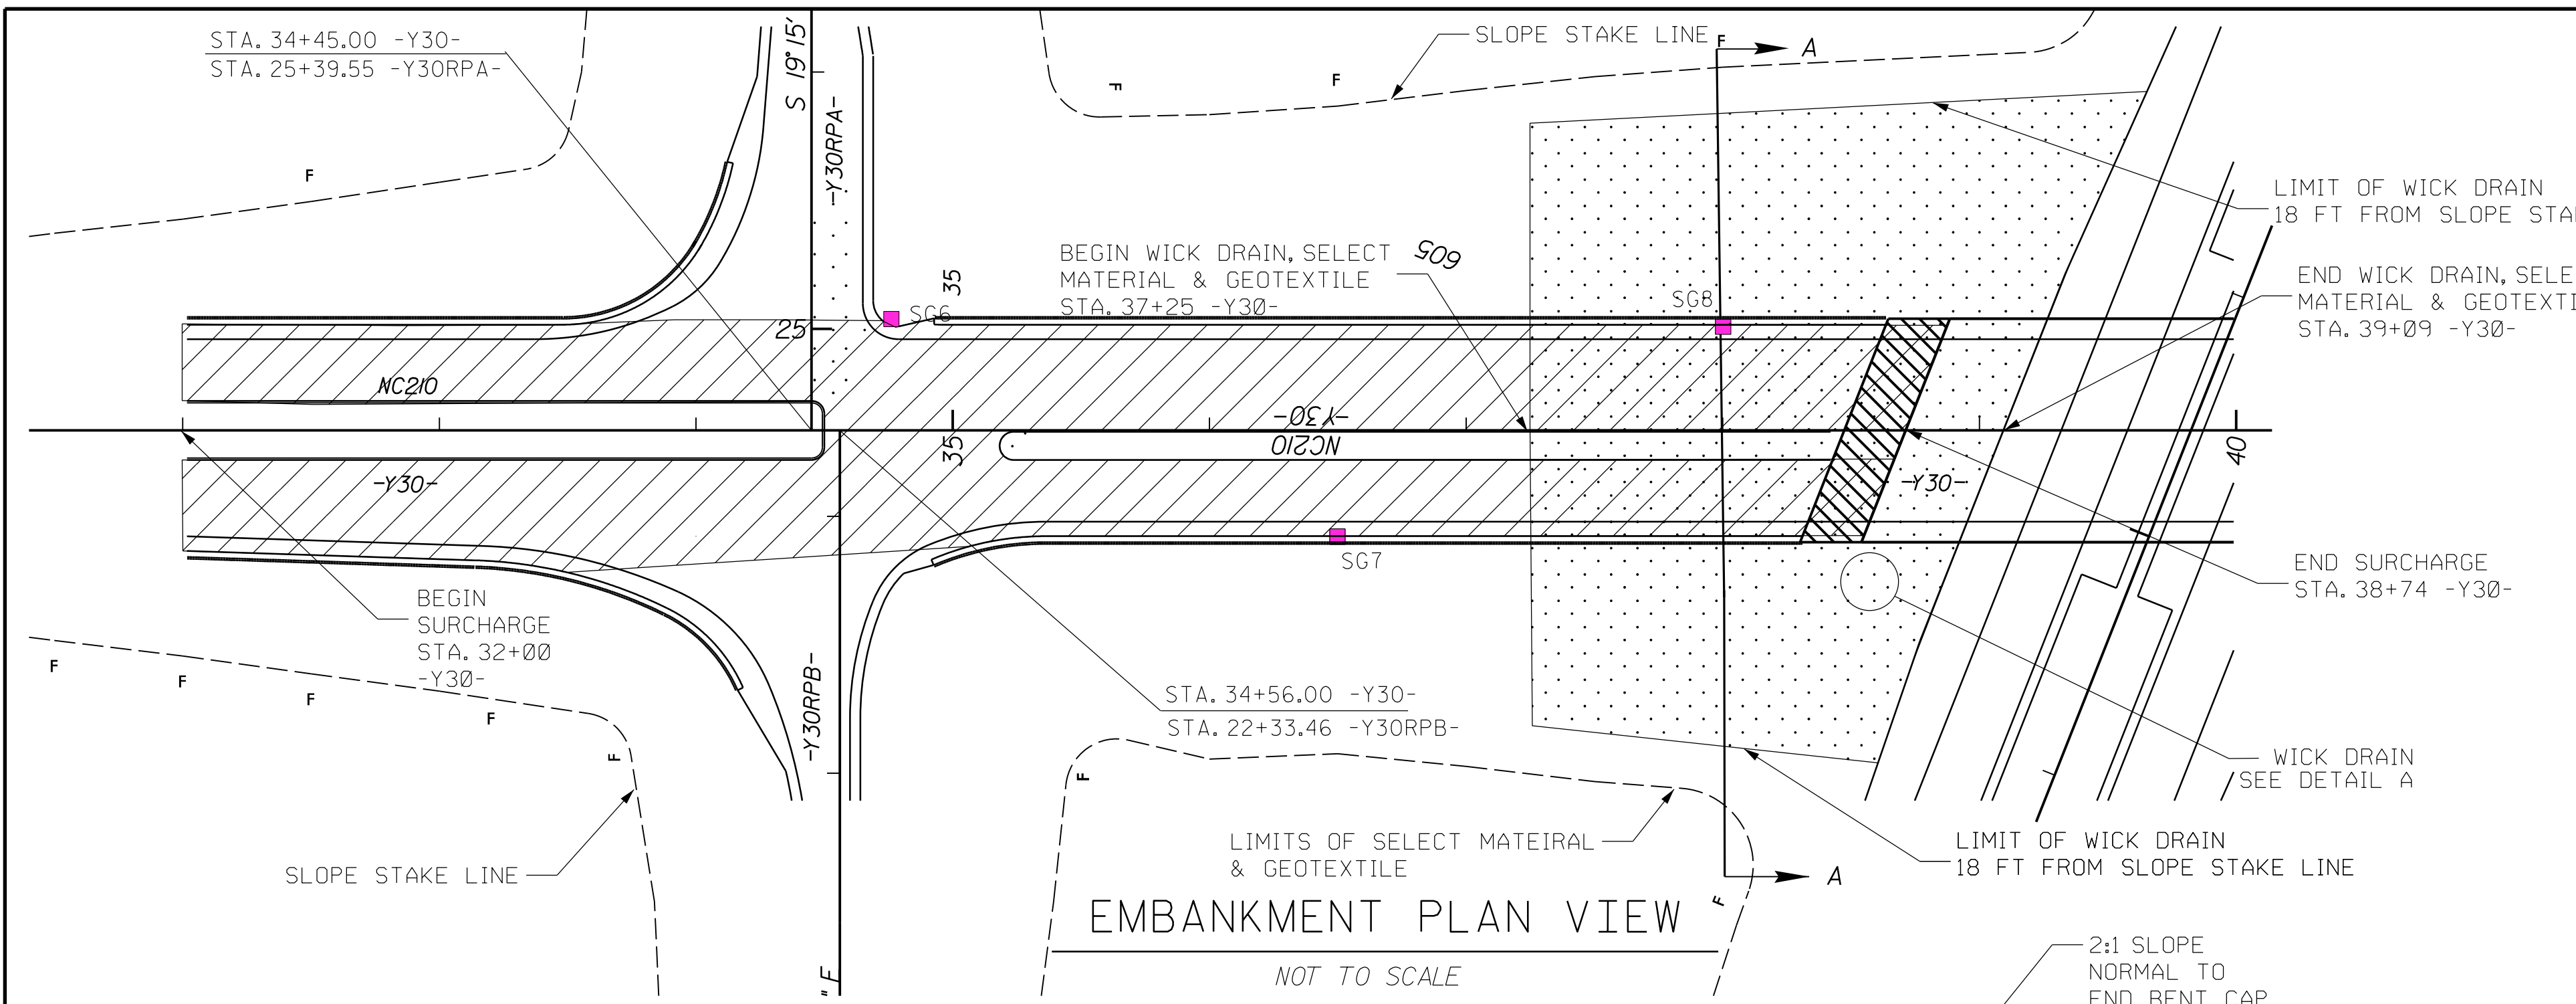 STA. 34+45.00 -Y30-
STA. 25+39.55 -Y30RPA-
S 19° 15'
-Y30RPA-
SLOPE STAKE LINE
F
A
F
F
F
LIMIT OF WICK DRAIN
18 FT FROM SLOPE STA
BEGIN WICK DRAIN, SELECT
MATERIAL & GEOTEXTILE
STA. 37+25 -Y30-
605
35
SG6
SG8
25
END WICK DRAIN, SELE
MATERIAL & GEOTEXTI
STA. 39+09 -Y30-
NC210
-Y30-
NC210
35
40
-Y30-
-Y30-
SG7
END SURCHARGE
STA. 38+74 -Y30-
BEGIN
SURCHARGE
STA. 32+00
-Y30-
F
F
F
F
F
F
-Y30RPB-
STA. 34+56.00 -Y30-
STA. 22+33.46 -Y30RPB-
WICK DRAIN
SEE DETAIL A
SLOPE STAKE LINE
LIMITS OF SELECT MATEIRAL
& GEOTEXTILE
LIMIT OF WICK DRAIN
18 FT FROM SLOPE STAKE LINE
A
F
EMBANKMENT PLAN VIEW
NOT TO SCALE
" F
2:1 SLOPE
NORMAL TO
END BENT CAP